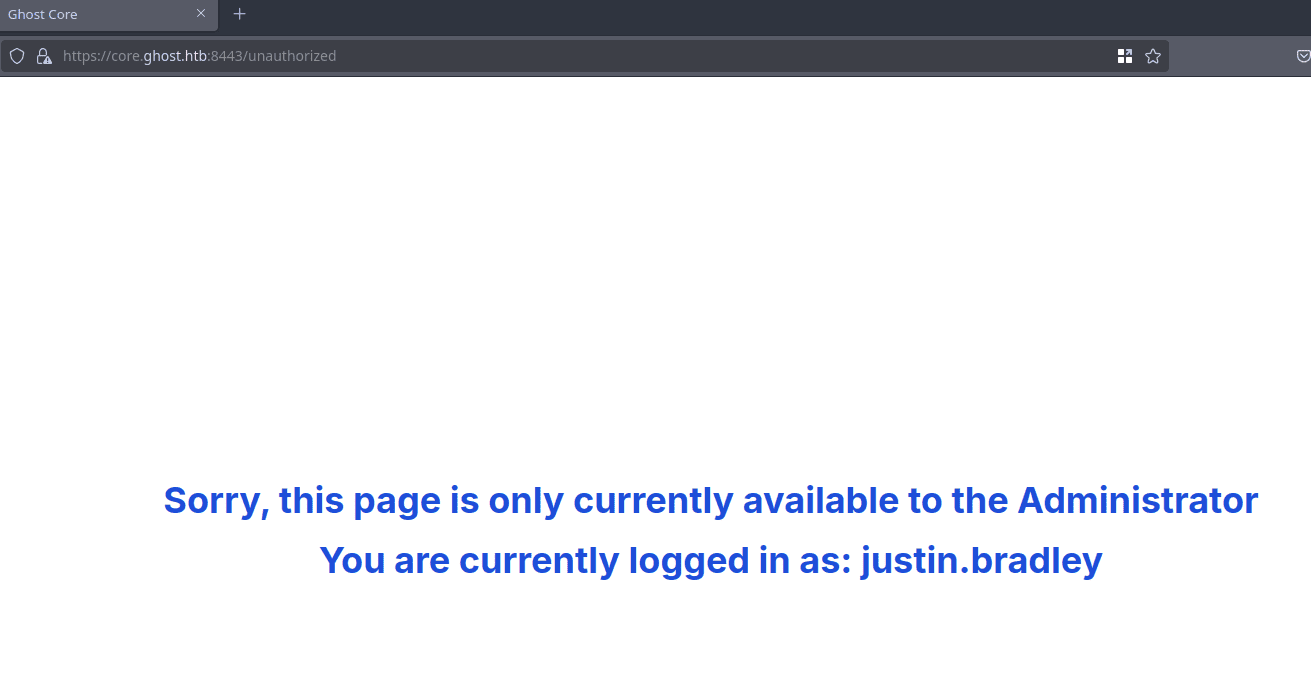 Ghost Core
https://core.ghost.htb:8443/unauthorized
Sorry, this page is only currently available to the Administrator
You are currently logged in as: justin.bradley